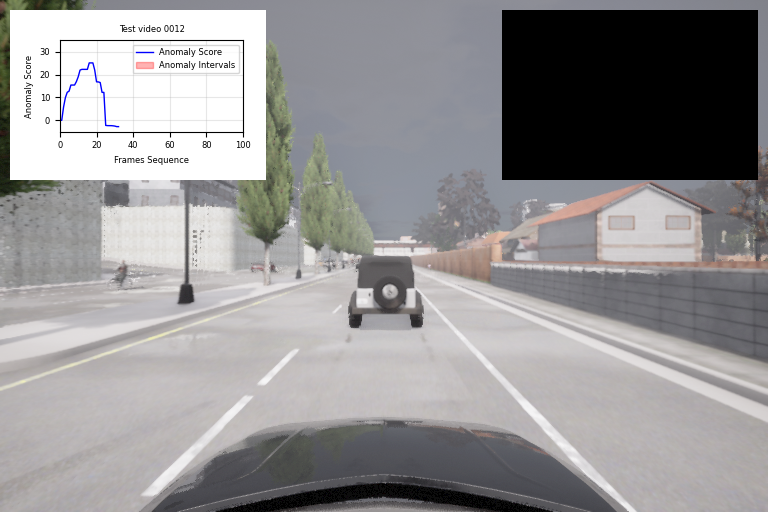 Test video 0012
Anomaly Score
Anomaly Intervals
30
20
10
0
Anomaly Score
0 20 40 60 80 100
Frames Sequence